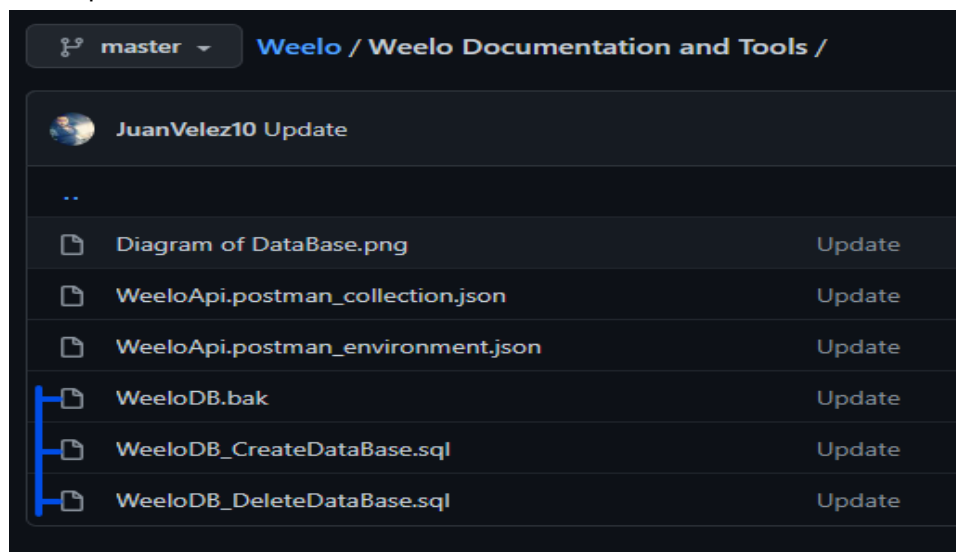 master Weelo / Weelo Documentation and Tools /
JuanVelez10 Update
..
Diagram of DataBase.png Update
WeeloApi.postman_collection.json Update
WeeloApi.postman_environment.json Update
WeeloDB.bak Update
WeeloDB_CreateDataBase.sql Update
WeeloDB_DeleteDataBase.sql Update